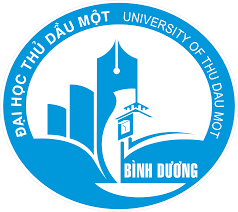 ĐẠI HỌC THỦ DẦU MỘT
UNIVERSITY OF THU DAU MOT
BÌNH DƯƠNG